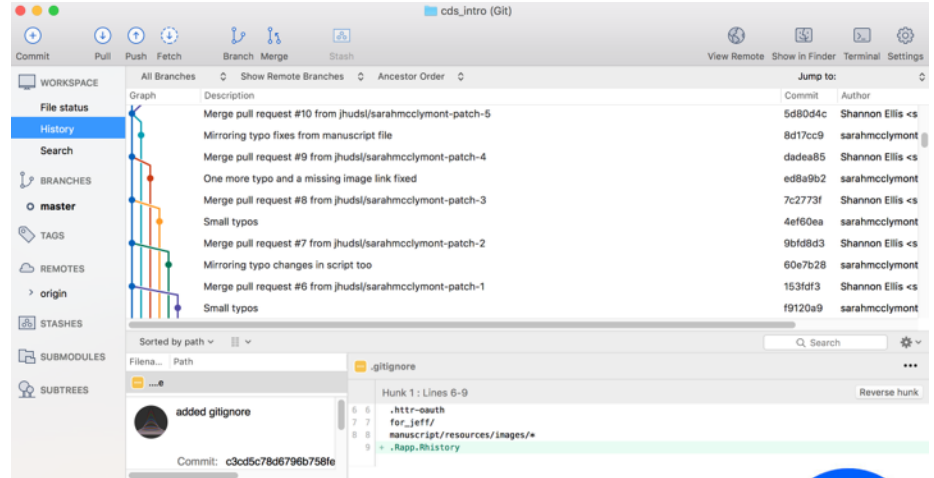 cds_intro (Git)
Commit Pull Push Fetch Branch Merge Stash View Remote Show in Finder Terminal Settings
WORKSPACE
File status
History
Search
BRANCHES
master
TAGS
REMOTES
origin
STASHES
SUBMODULES
SUBTREES
All Branches Show Remote Branches Ancestor Order Jump to:
Graph Description Commit Author
Merge pull request #10 from jhudsl/sarahmcclymont-patch-5 5d80d4c Shannon Ellis <s
Mirroring typo fixes from manuscript file 8d17cc9 sarahmcclymont
Merge pull request #9 from jhudsl/sarahmcclymont-patch-4 dadea85 Shannon Ellis <s
One more typo and a missing image link fixed ed8a9b2 sarahmcclymont
Merge pull request #8 from jhudsl/sarahmcclymont-patch-3 7c2773f Shannon Ellis <s
Small typos 4ef60ea sarahmcclymont
Merge pull request #7 from jhudsl/sarahmcclymont-patch-2 9bfd8d3 Shannon Ellis <s
Mirroring typo changes in script too 60e7b28 sarahmcclymont
Merge pull request #6 from jhudsl/sarahmcclymont-patch-1 153fdf3 Shannon Ellis <s
Small typos f9120a9 sarahmcclymont
Sorted by path Search
Filena... Path
....e
added gitignore
Commit: c3cd5c78d6796b758fe
.gitignore
Hunk 1 : Lines 6-9 Reverse hunk
6 6 .httr-oauth
7 7 for_jeff/
8 8 manuscript/resources/images/*
9 + .Rapp.Rhistory